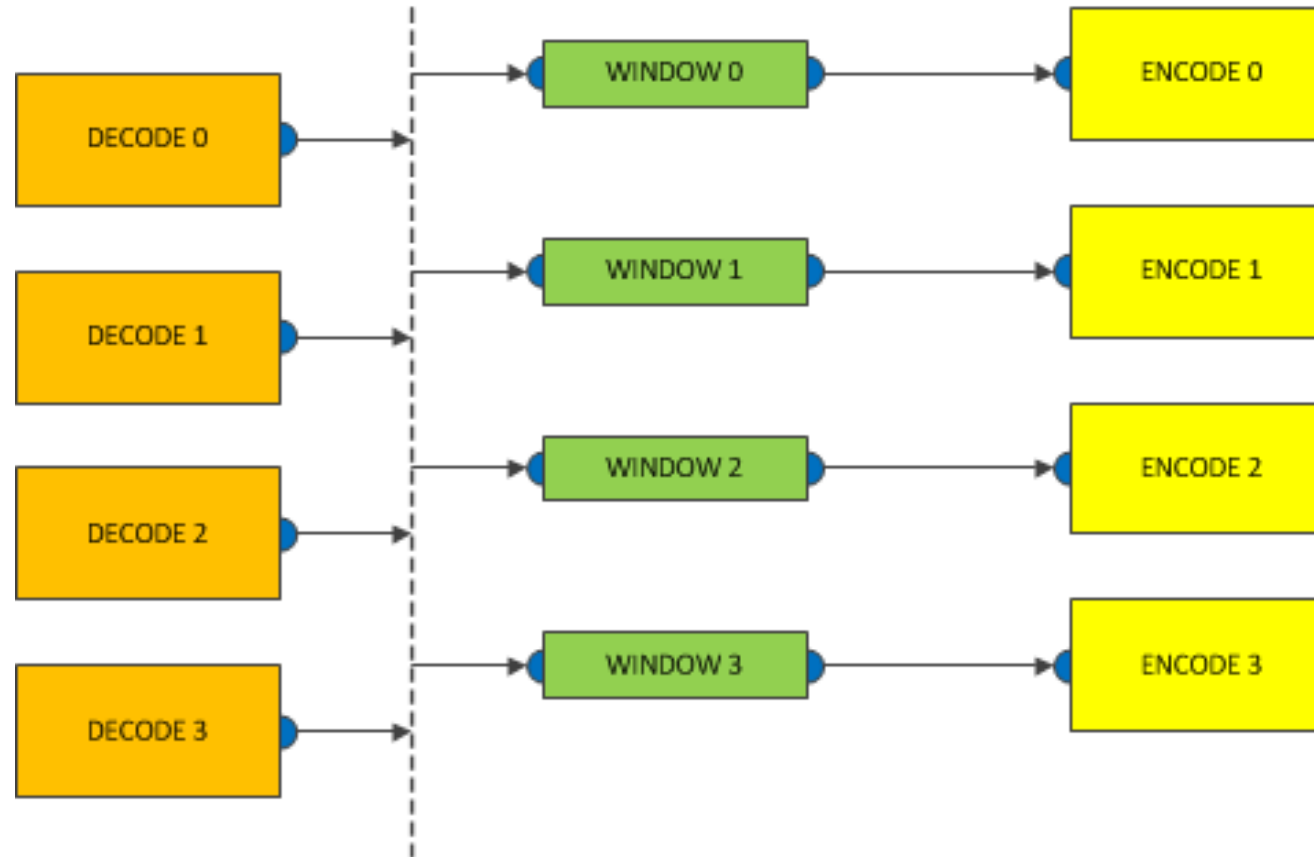 WINDOW 0
ENCODE 0
DECODE 0
WINDOW 1
ENCODE 1
DECODE 1
WINDOW 2
ENCODE 2
DECODE 2
WINDOW 3
ENCODE 3
DECODE 3